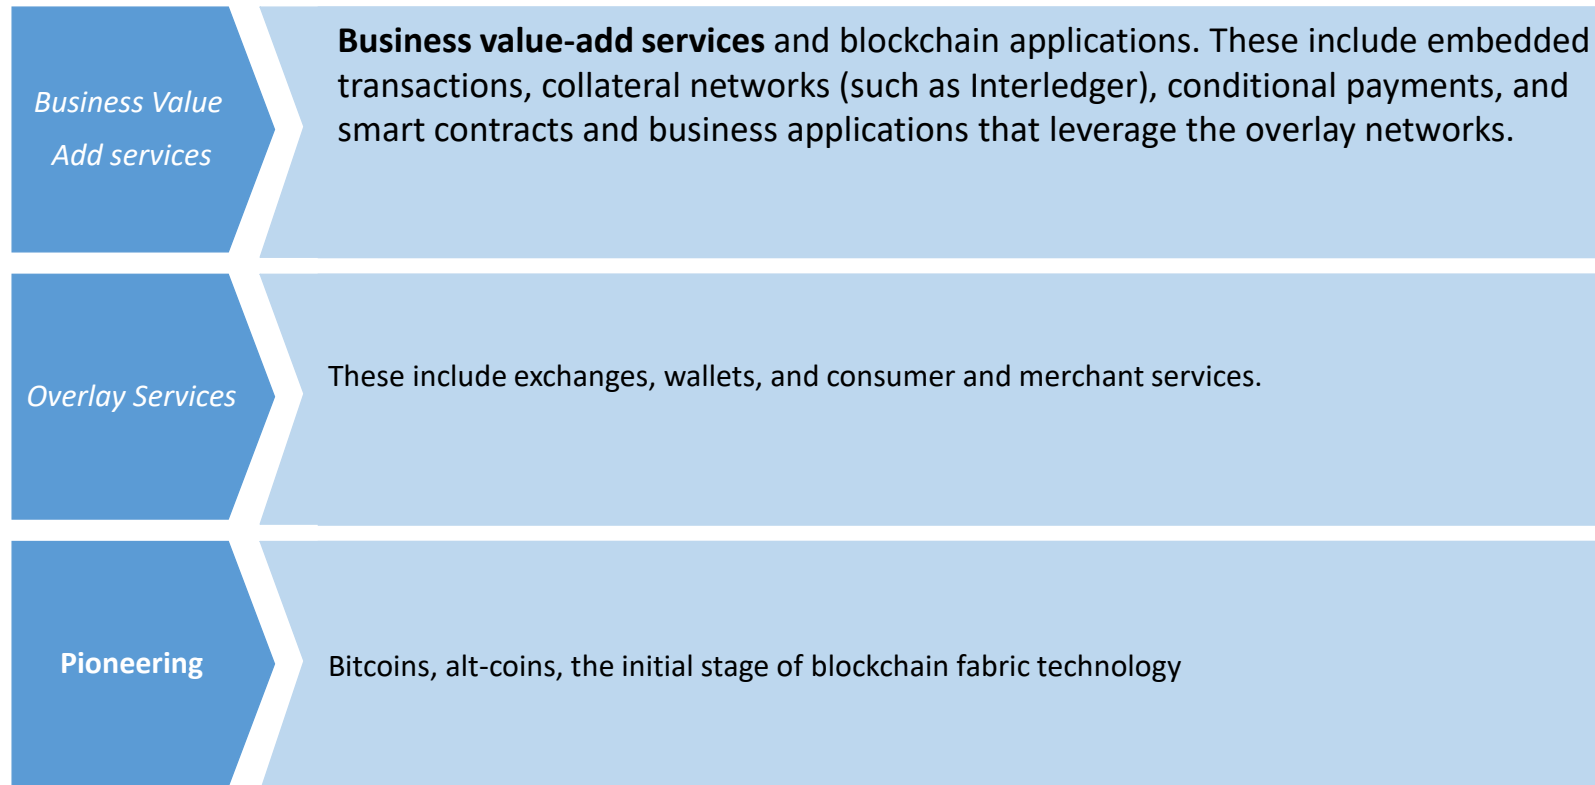 Business Value
Add services
Business value-add services and blockchain applications. These include embedded
transactions, collateral networks (such as Interledger), conditional payments, and
smart contracts and business applications that leverage the overlay networks.
Overlay Services
These include exchanges, wallets, and consumer and merchant services.
Pioneering
Bitcoins, alt-coins, the initial stage of blockchain fabric technology